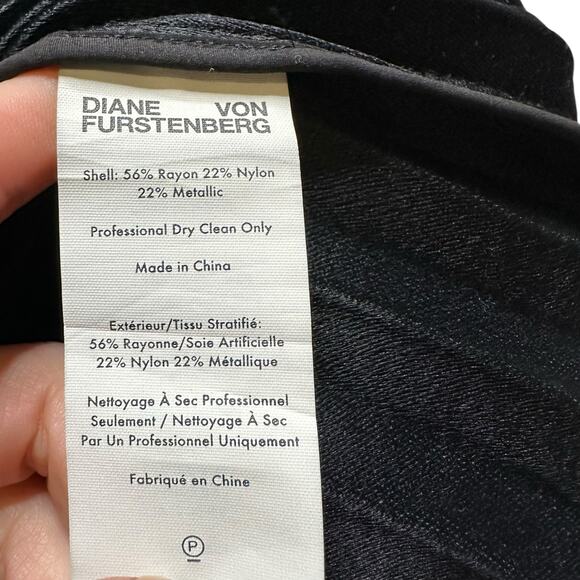 DIANE VON
FURSTENBERG
Shell: 56% Rayon 22% Nylon
22% Metallic
Professional Dry Clean Only
Made in China
Extérieur/Tissu Stratifié:
56% Rayonne/Soie Artificielle
22% Nylon 22% Métallique
Nettoyage À Sec Professionnel
Seulement / Nettoyage À Sec
Par Un Professionnel Uniquement
Fabriqué en Chine
P